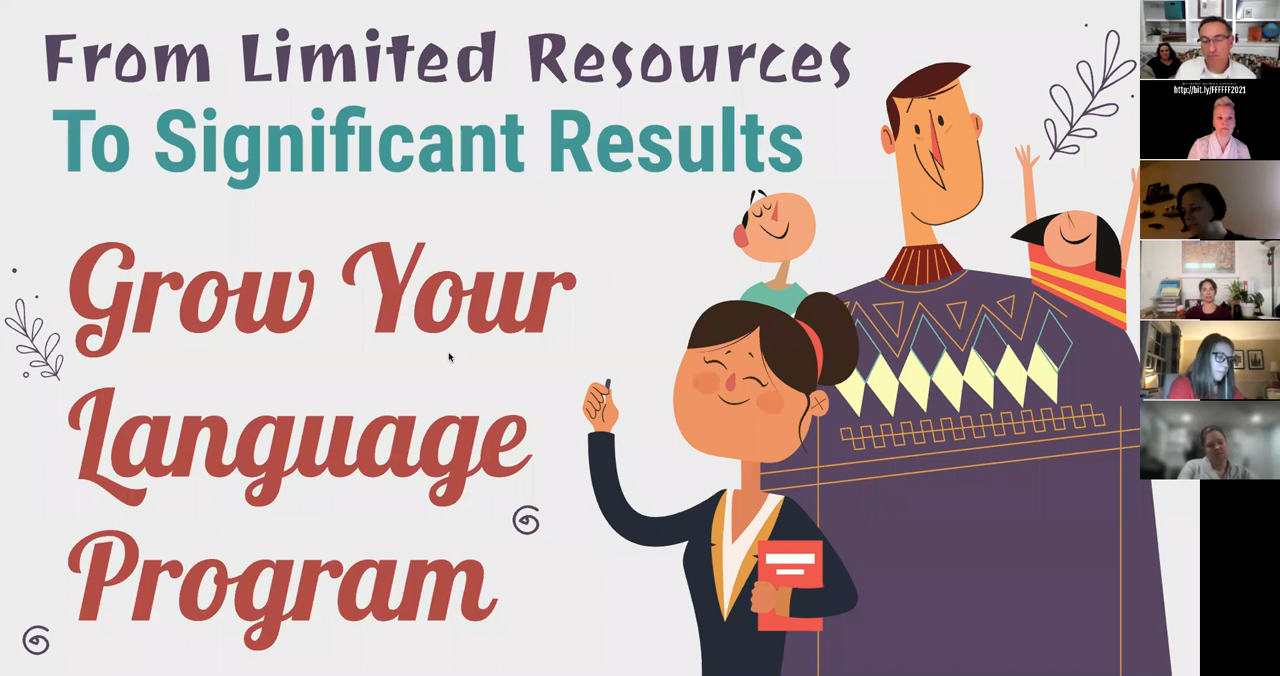 From Limited Resources
To Significant Results
Grow Your
Language
Program
http://bit.ly/FFFFFF2021